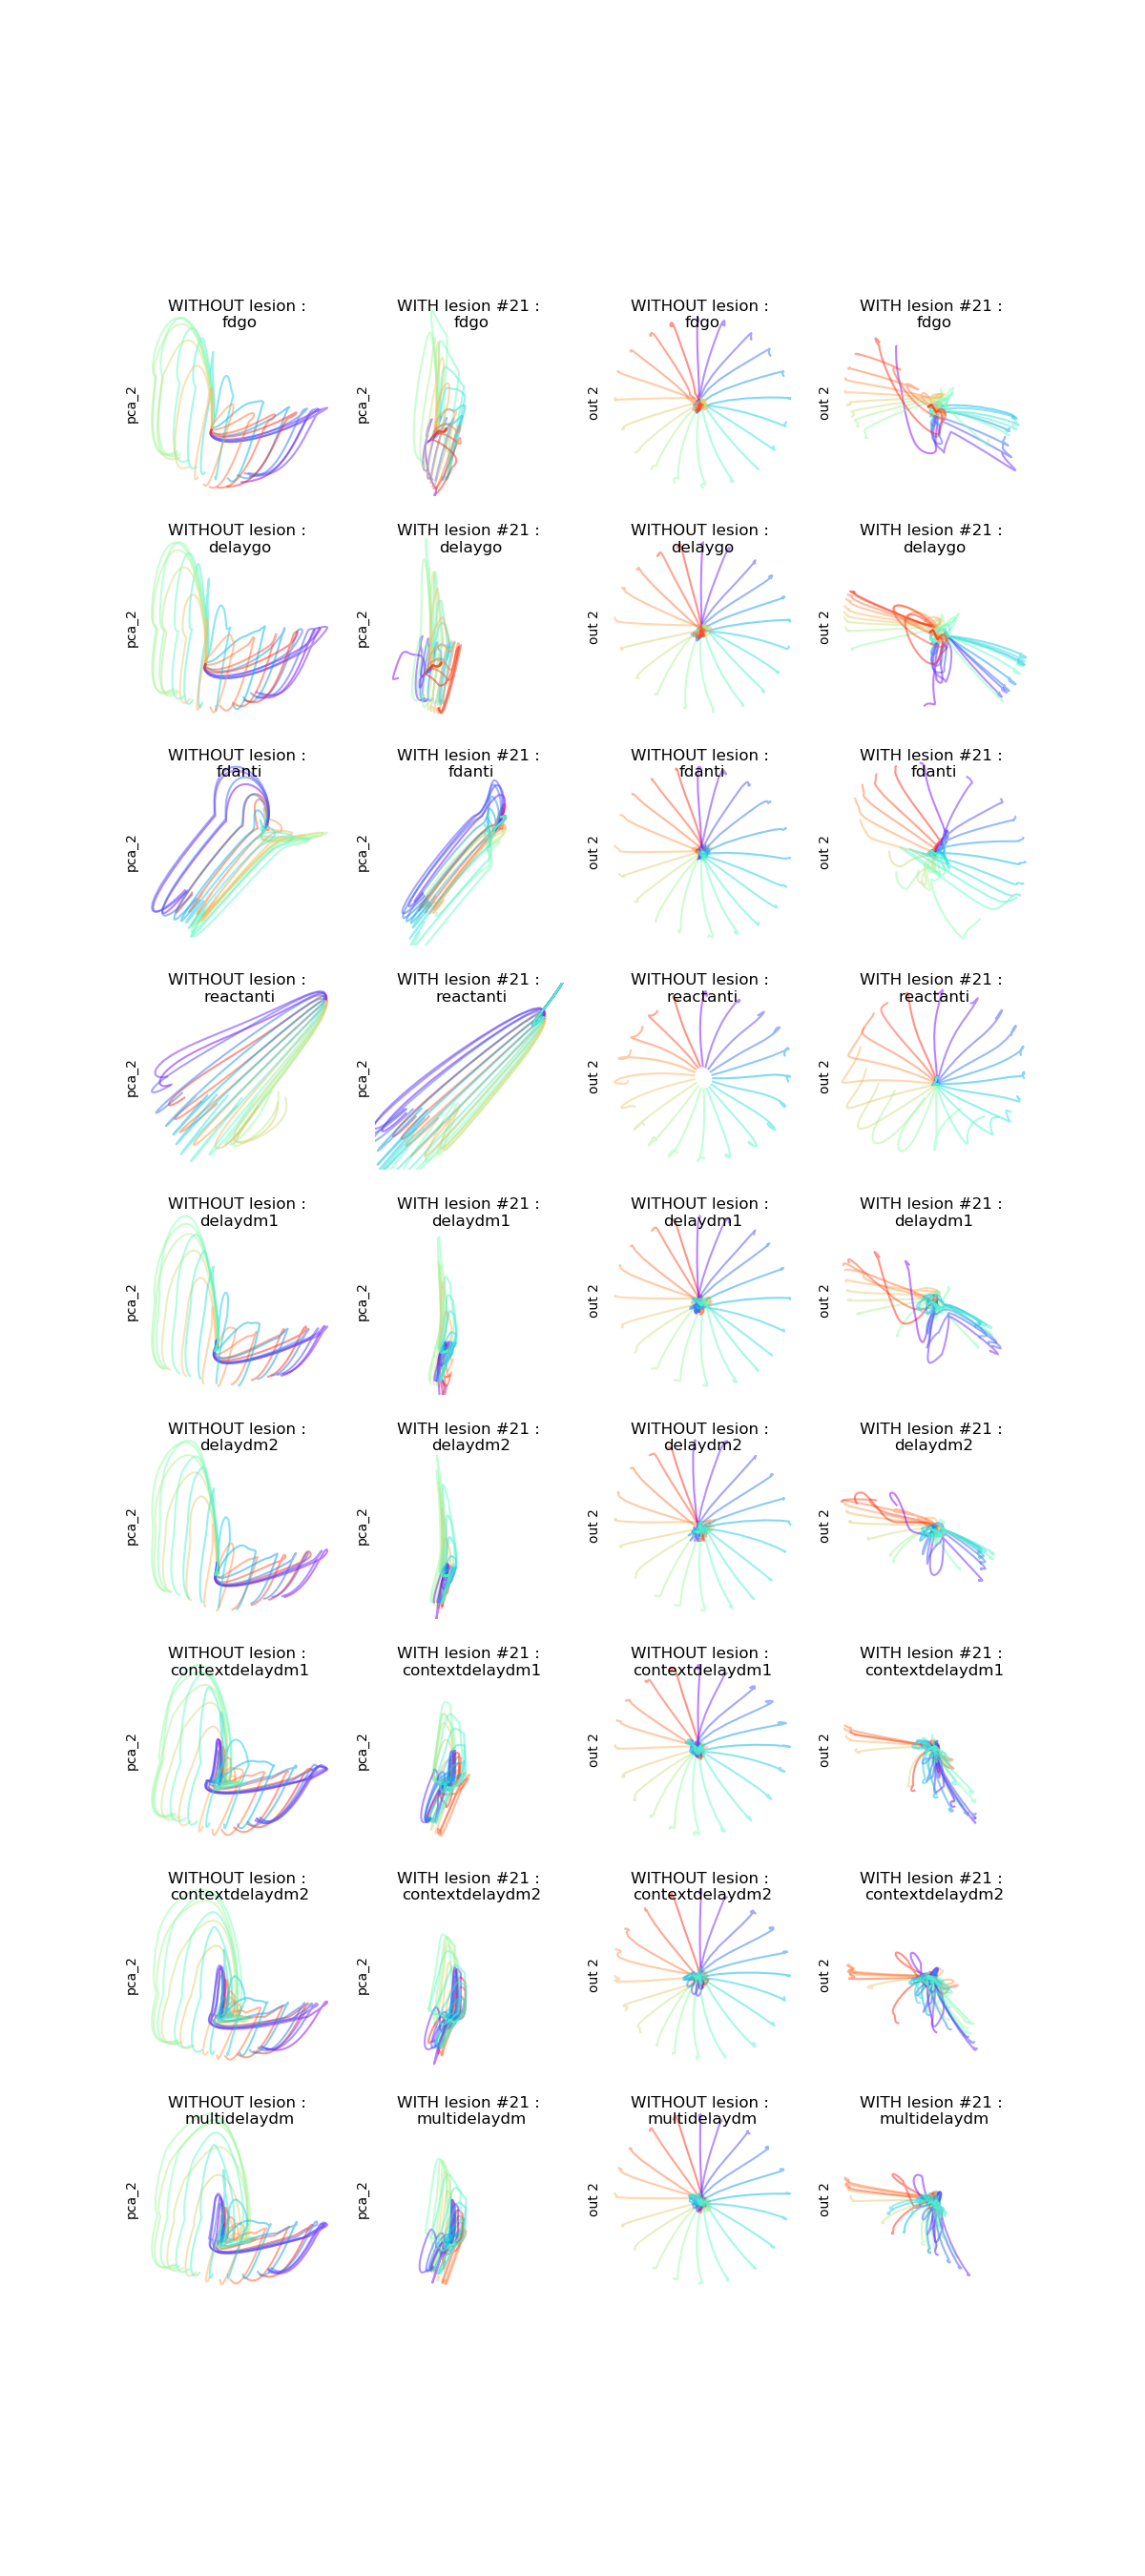 WITHOUT lesion :
fdgo
WITH lesion #21 :
fdgo
WITHOUT lesion :
fdgo
WITH lesion #21 :
fdgo
pca_2
pca_2
out 2
out 2
WITHOUT lesion :
delaygo
WITH lesion #21 :
delaygo
WITHOUT lesion :
delaygo
WITH lesion #21 :
delaygo
pca_2
pca_2
out 2
out 2
WITHOUT lesion :
fdanti
WITH lesion #21 :
fdanti
WITHOUT lesion :
fdanti
WITH lesion #21 :
fdanti
pca_2
pca_2
out 2
out 2
WITHOUT lesion :
reactanti
WITH lesion #21 :
reactanti
WITHOUT lesion :
reactanti
WITH lesion #21 :
reactanti
pca_2
pca_2
out 2
out 2
WITHOUT lesion :
delaydm1
WITH lesion #21 :
delaydm1
WITHOUT lesion :
delaydm1
WITH lesion #21 :
delaydm1
pca_2
pca_2
out 2
out 2
WITHOUT lesion :
delaydm2
WITH lesion #21 :
delaydm2
WITHOUT lesion :
delaydm2
WITH lesion #21 :
delaydm2
pca_2
pca_2
out 2
out 2
WITHOUT lesion :
contextdelaydm1
WITH lesion #21 :
contextdelaydm1
WITHOUT lesion :
contextdelaydm1
WITH lesion #21 :
contextdelaydm1
pca_2
pca_2
out 2
out 2
WITHOUT lesion :
contextdelaydm2
WITH lesion #21 :
contextdelaydm2
WITHOUT lesion :
contextdelaydm2
WITH lesion #21 :
contextdelaydm2
pca_2
pca_2
out 2
out 2
WITHOUT lesion :
multidelaydm
WITH lesion #21 :
multidelaydm
WITHOUT lesion :
multidelaydm
WITH lesion #21 :
multidelaydm
pca_2
pca_2
out 2
out 2